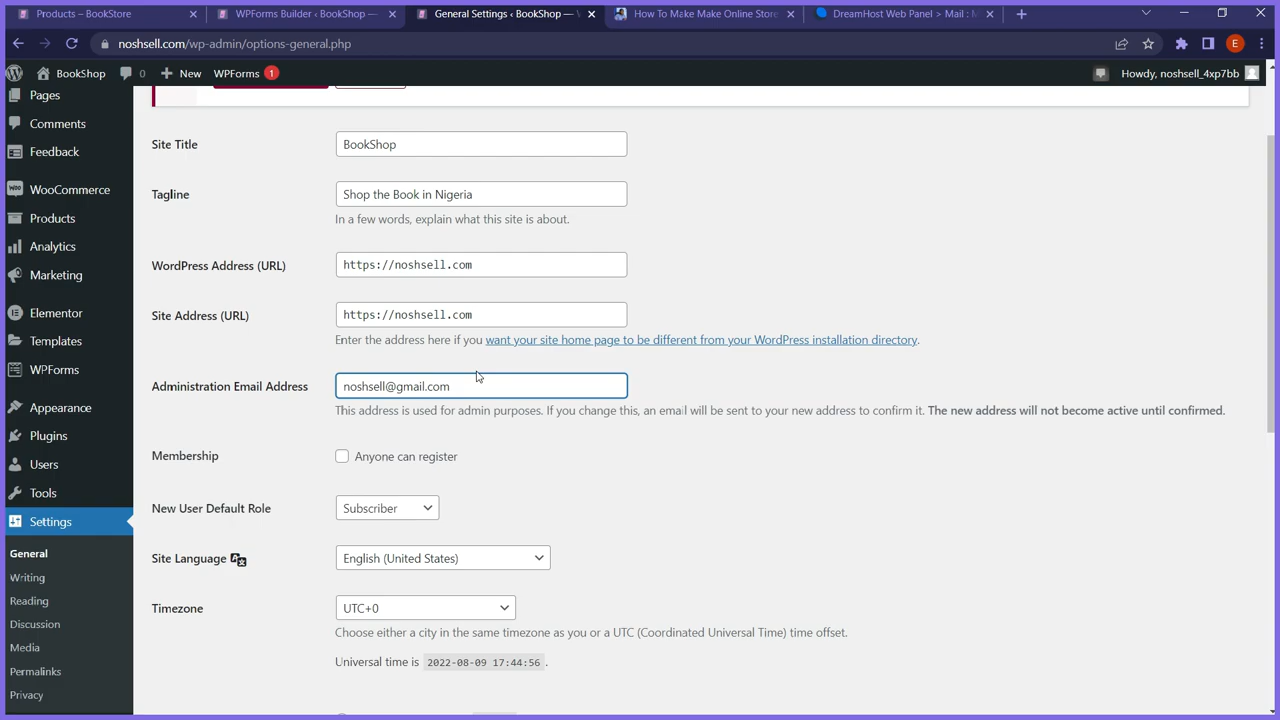 Products – BookStore
WPForms Builder ‹ BookShop —
General Settings ‹ BookShop —
How To Make Make Online Store
DreamHost Web Panel > Mail :
noshsell.com/wp-admin/options-general.php
E
BookShop
0
New
WPForms 1
Howdy, noshsell_4xp7bb
Pages
Comments
Feedback
WooCommerce
Products
Analytics
Marketing
Elementor
Templates
WPForms
Appearance
Plugins
Users
Tools
Settings
General
Writing
Reading
Discussion
Media
Permalinks
Privacy
Site Title
BookShop
Tagline
Shop the Book in Nigeria
In a few words, explain what this site is about.
WordPress Address (URL)
https://noshsell.com
Site Address (URL)
https://noshsell.com
Enter the address here if you want your site home page to be different from your WordPress installation directory.
Administration Email Address
noshsell@gmail.com
This address is used for admin purposes. If you change this, an email will be sent to your new address to confirm it. The new address will not become active until confirmed.
Membership
Anyone can register
New User Default Role
Subscriber
Site Language
English (United States)
Timezone
UTC+0
Choose either a city in the same timezone as you or a UTC (Coordinated Universal Time) time offset.
Universal time is 2022-08-09 17:44:56 .